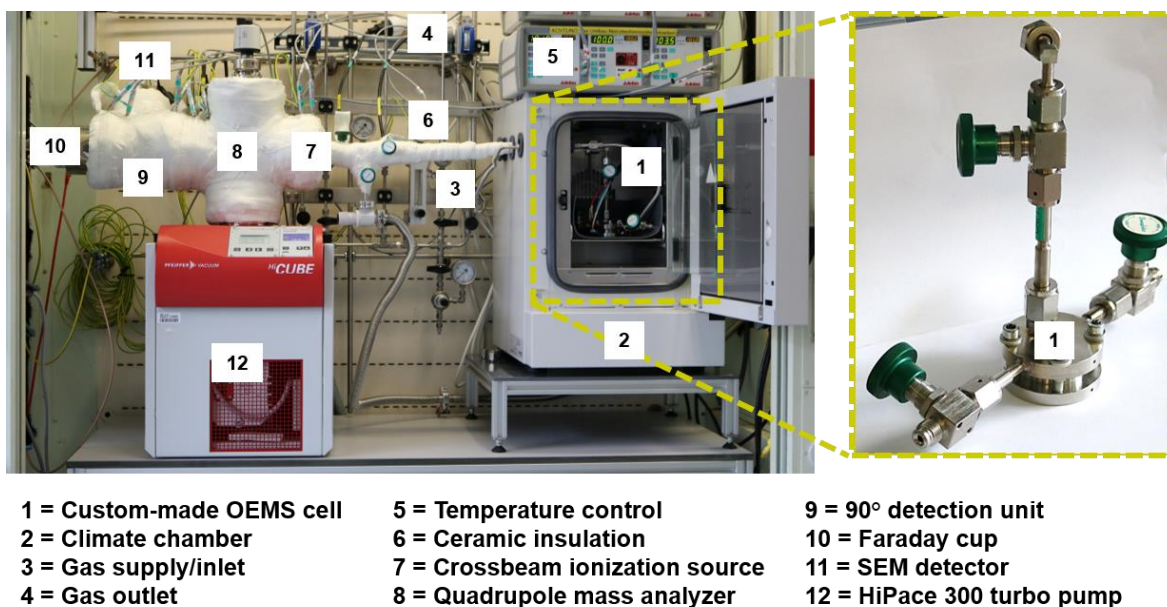 4
ACHTUNG!
5
11
6
10
8
7
1
9
3
PFEIFFER VACUUM
HiCUBE
2
12
1
1 = Custom-made OEMS cell
2 = Climate chamber
3 = Gas supply/inlet
4 = Gas outlet
5 = Temperature control
6 = Ceramic insulation
7 = Crossbeam ionization source
8 = Quadrupole mass analyzer
9 = 90° detection unit
10 = Faraday cup
11 = SEM detector
12 = HiPace 300 turbo pump